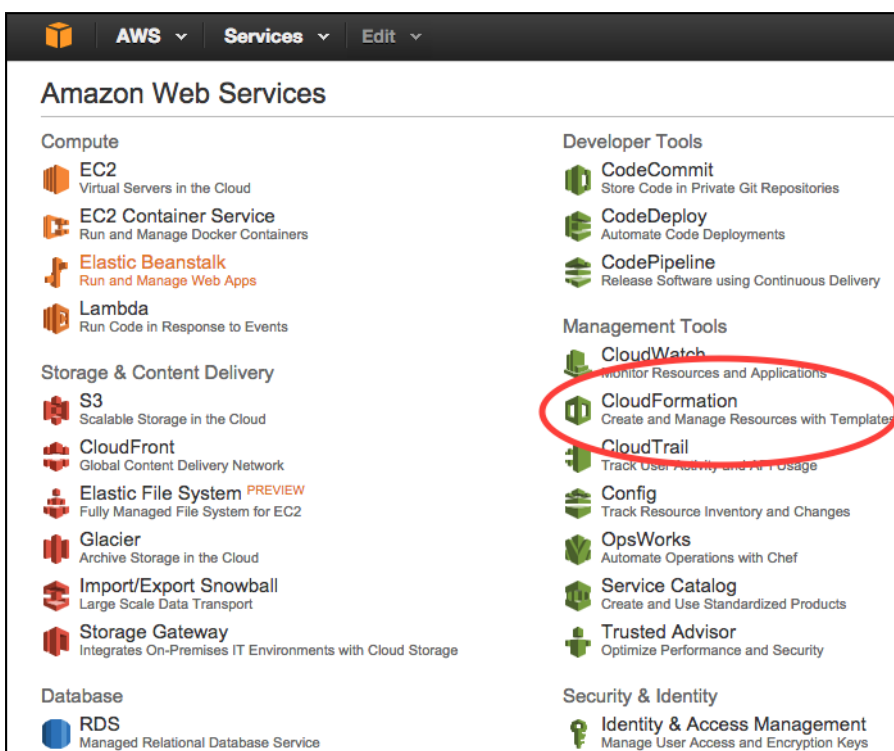 AWS Services Edit
Amazon Web Services
Compute
EC2
Virtual Servers in the Cloud
EC2 Container Service
Run and Manage Docker Containers
Elastic Beanstalk
Run and Manage Web Apps
Lambda
Run Code in Response to Events
Storage & Content Delivery
S3
Scalable Storage in the Cloud
CloudFront
Global Content Delivery Network
Elastic File System PREVIEW
Fully Managed File System for EC2
Glacier
Archive Storage in the Cloud
Import/Export Snowball
Large Scale Data Transport
Storage Gateway
Integrates On-Premises IT Environments with Cloud Storage
Database
RDS
Managed Relational Database Service
Developer Tools
CodeCommit
Store Code in Private Git Repositories
CodeDeploy
Automate Code Deployments
CodePipeline
Release Software using Continuous Delivery
Management Tools
CloudWatch
Monitor Resources and Applications
CloudFormation
Create and Manage Resources with Templates
CloudTrail
Track User Activity and API Usage
Config
Track Resource Inventory and Changes
OpsWorks
Automate Operations with Chef
Service Catalog
Create and Use Standardized Products
Trusted Advisor
Optimize Performance and Security
Security & Identity
Identity & Access Management
Manage User Access and Encryption Keys